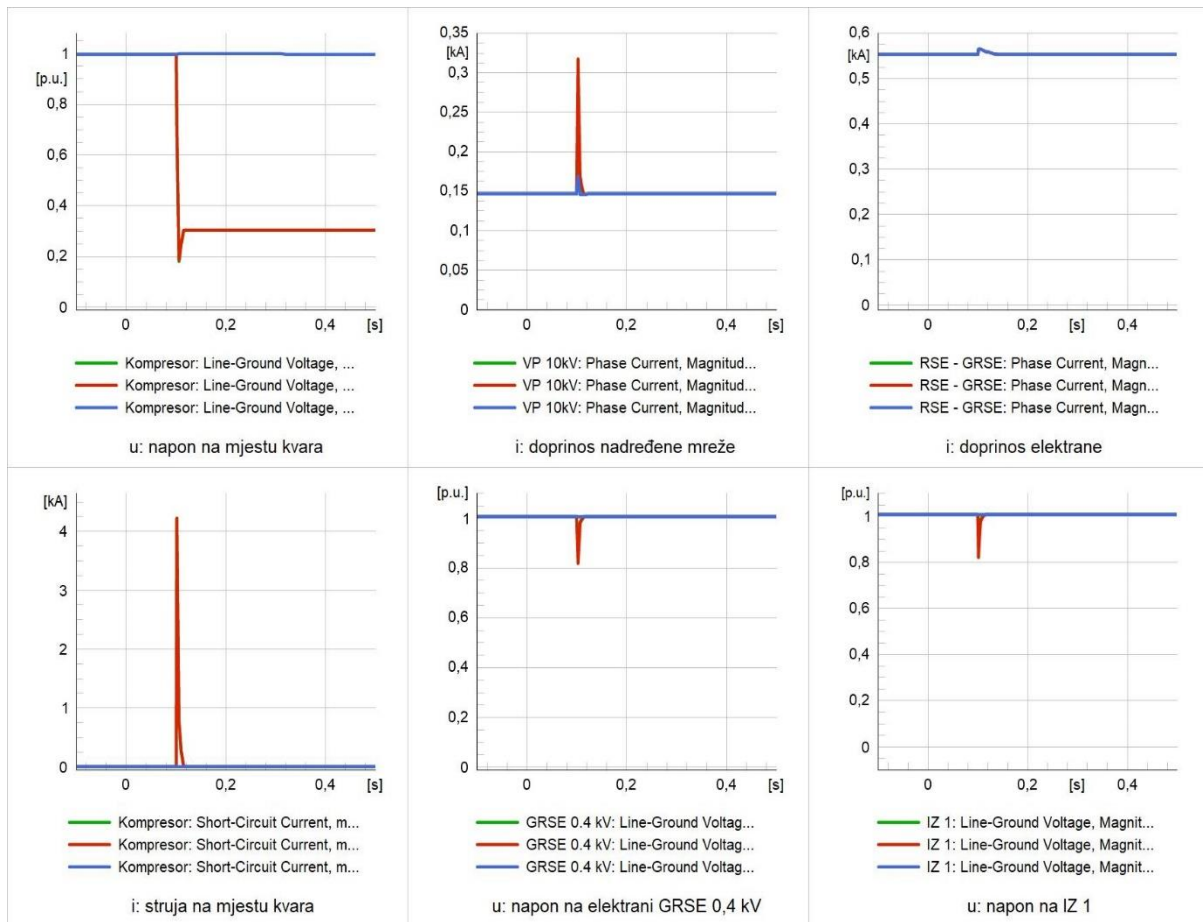 1
[p.u.]
0,8
0,6
0,4
0,2
0
0 0,2 0,4 [s]
Kompresor: Line-Ground Voltage, ...
Kompresor: Line-Ground Voltage, ...
Kompresor: Line-Ground Voltage, ...
u: napon na mjestu kvara
0,35
[kA]
0,3
0,25
0,2
0,15
0,1
0,05
0
0 0,2 0,4 [s]
VP 10kV: Phase Current, Magnitud...
VP 10kV: Phase Current, Magnitud...
VP 10kV: Phase Current, Magnitud...
i: doprinos nadređene mreže
0,6
[kA]
0,5
0,4
0,3
0,2
0,1
0
0 0,2 0,4 [s]
RSE - GRSE: Phase Current, Magn...
RSE - GRSE: Phase Current, Magn...
RSE - GRSE: Phase Current, Magn...
i: doprinos elektrane
[kA]
4
3
2
1
0
0 0,2 0,4 [s]
Kompresor: Short-Circuit Current, m...
Kompresor: Short-Circuit Current, m...
Kompresor: Short-Circuit Current, m...
i: struja na mjestu kvara
[p.u.]
1
0,8
0,6
0,4
0,2
0
0 0,2 0,4 [s]
GRSE 0.4 kV: Line-Ground Voltag...
GRSE 0.4 kV: Line-Ground Voltag...
GRSE 0.4 kV: Line-Ground Voltag...
u: napon na elektrani GRSE 0,4 kV
[p.u.]
1
0,8
0,6
0,4
0,2
0
0 0,2 [s] 0,4
IZ 1: Line-Ground Voltage, Magnit...
IZ 1: Line-Ground Voltage, Magnit...
IZ 1: Line-Ground Voltage, Magnit...
u: napon na IZ 1